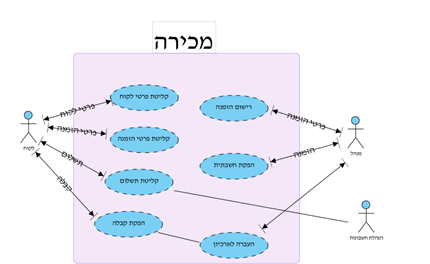 מכירה
קליטת פרטי לקוח
רישום הזמנה
פרטי לקוח
פרטי הזמנה
קליטת פרטי הזמנה
פרטי הזמנה
לקוח
מנהל
תשלום
הזמנה
הפקת חשבונית
קליטת תשלום
קבלה
הפקת קבלה
הנהלת חשבונות
העברה לארכיון